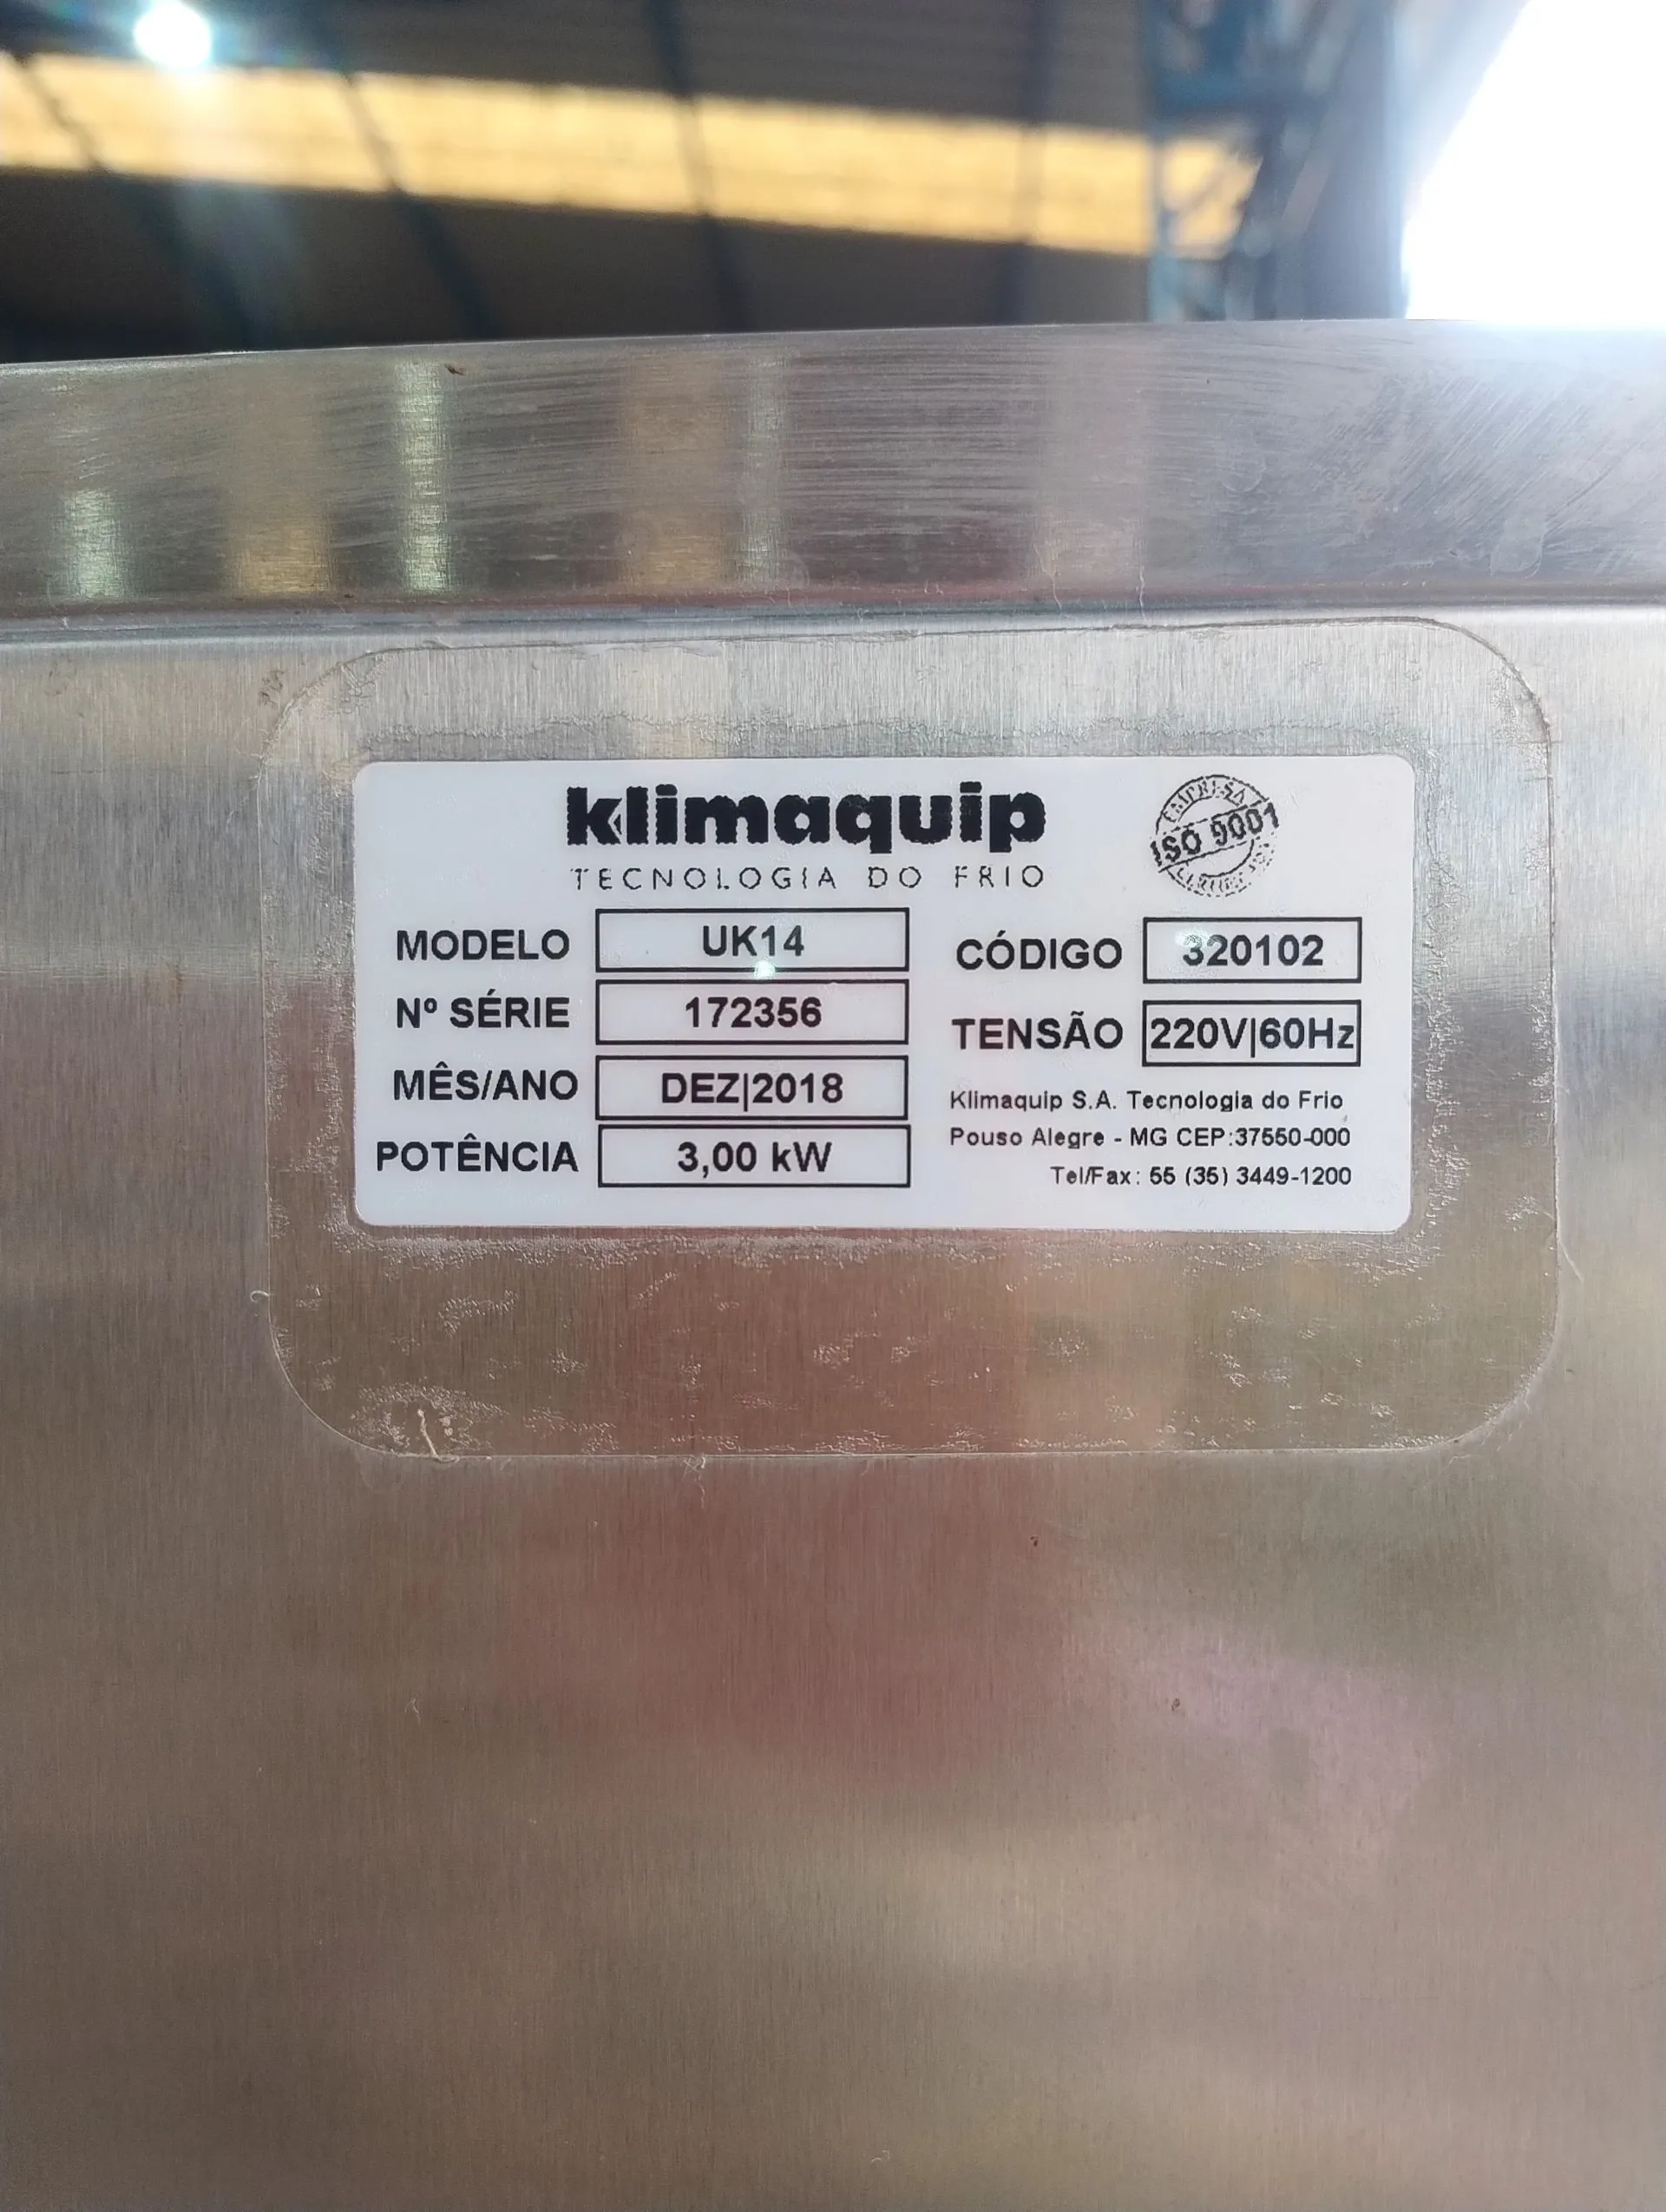 klimaquip
TECNOLOGIA DO FRIO
EMPRESA
ISO 9001
MODELO UK14
Nº SÉRIE 172356
MÊS/ANO DEZ|2018
POTÊNCIA 3,00 kW
CÓDIGO 320102
TENSÃO 220V|60Hz
Klimaquip S.A. Tecnologia do Frio
Pouso Alegre - MG CEP:37550-000
Tel/Fax: 55 (35) 3449-1200